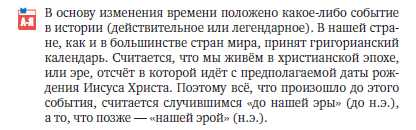 А-Я
В основу изменения времени положено какое-либо событие
в истории (действительное или легендарное). В нашей стра-
не, как и в большинстве стран мира, принят григорианский
календарь. Считается, что мы живём в христианской эпохе,
или эре, отсчёт в которой идёт с предполагаемой даты рож-
дения Иисуса Христа. Поэтому всё, что произошло до этого
события, считается случившимся «до нашей эры» (до н.э.),
а то, что позже — «нашей эрой» (н.э.).